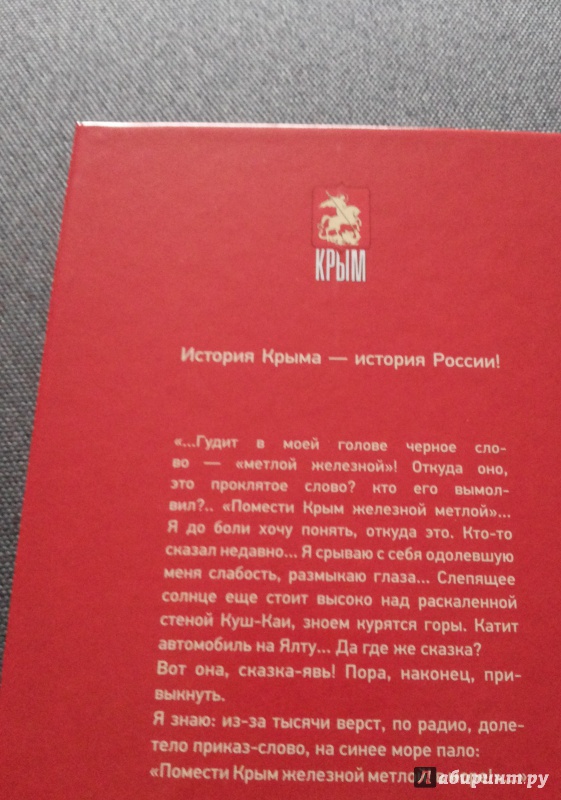 КРЫМ
История Крыма — история России!
«...Гудит в моей голове черное сло-
во — «метлой железной»! Откуда оно,
это проклятое слово? кто его вымол-
вил?.. «Помести Крым железной метлой»...
Я до боли хочу понять, откуда это. Кто-то
сказал недавно... Я срываю с себя одолевшую
меня слабость, размыкаю глаза... Слепящее
солнце еще стоит высоко над раскаленной
стеной Куш-Каи, зноем курятся горы. Катит
автомобиль на Ялту... Да где же сказка?
Вот она, сказка-явь! Пора, наконец, при-
выкнуть.
Я знаю: из-за тысячи верст, по радио, доле-
тело приказ-слово, на синее море пало:
«Помести Крым железной метлой
Лабиринт.ру